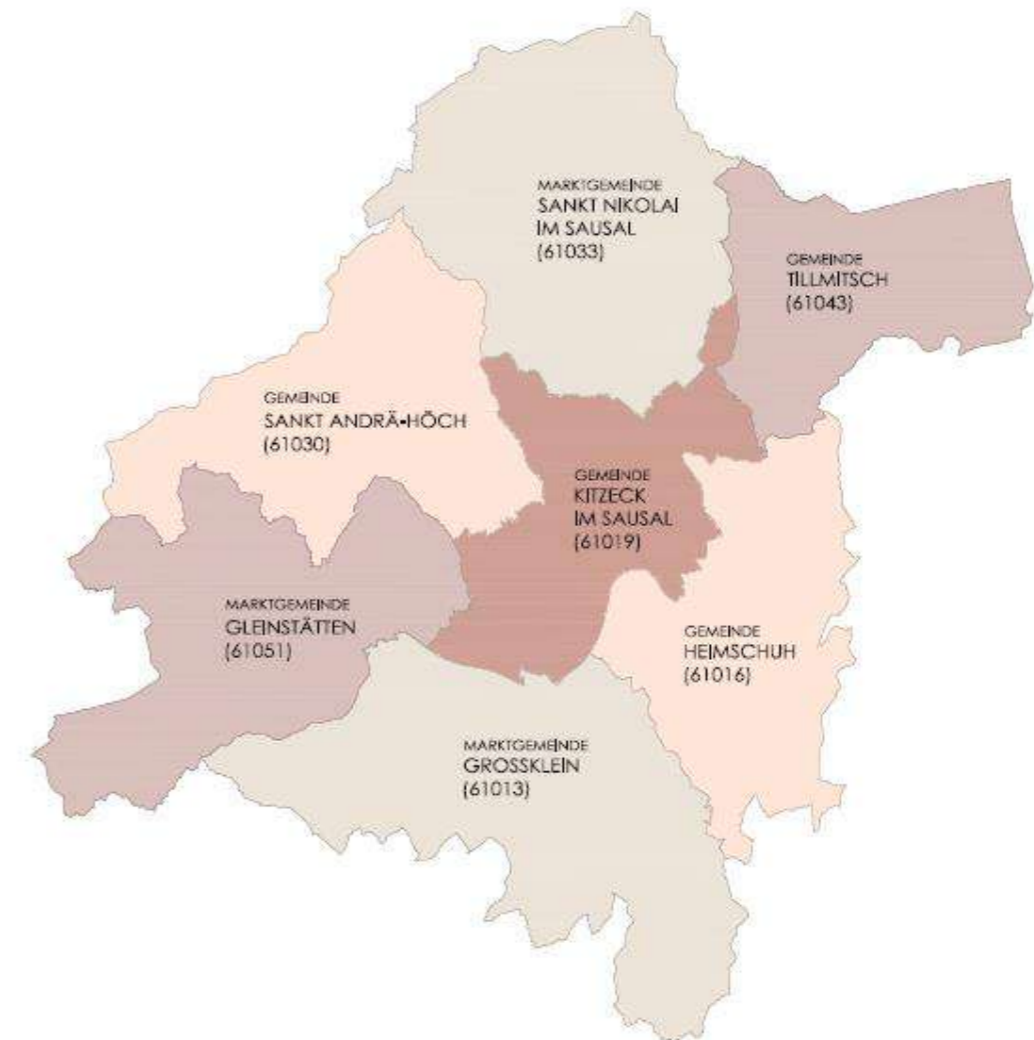 MARKTGEMEINDE
SANKT NIKOLAI
IM SAUSAL
(61033)
GEMEINDE
TILLMITSCH
(61043)
GEMEINDE
SANKT ANDRÄ-HÖCH
(61030)
GEMEINDE
KITZECK
IM SAUSAL
(61019)
MARKTGEMEINDE
GLEINSTÄTTEN
(61051)
GEMEINDE
HEIMSCHUH
(61016)
MARKTGEMEINDE
GROSSKLEIN
(61013)